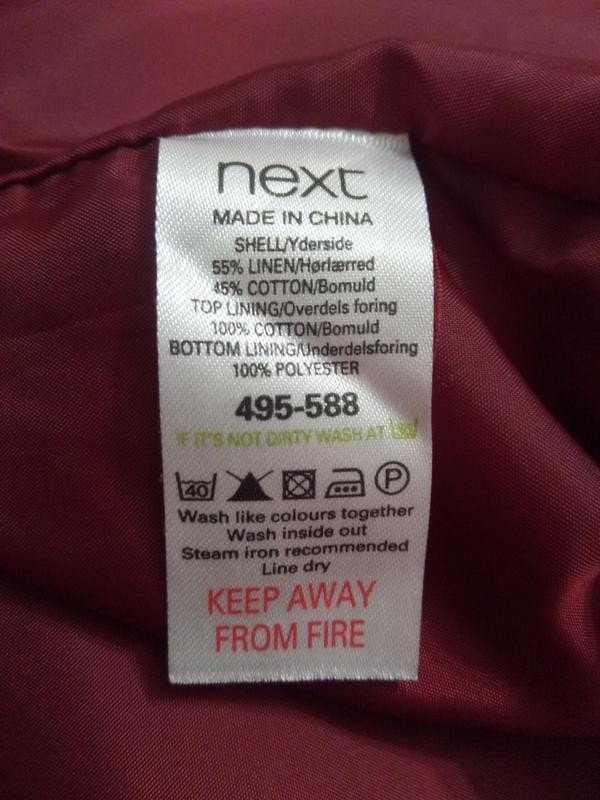 next
MADE IN CHINA
SHELL/Yderside
55% LINEN/Hørlærred
45% COTTON/Bomuld
TOP LINING/Overdels foring
100% COTTON/Bomuld
BOTTOM LINING/Underdelsforing
100% POLYESTER
495-588
IF IT'S NOT DIRTY WASH AT 30
40 P
Wash like colours together
Wash inside out
Steam iron recommended
Line dry
KEEP AWAY
FROM FIRE